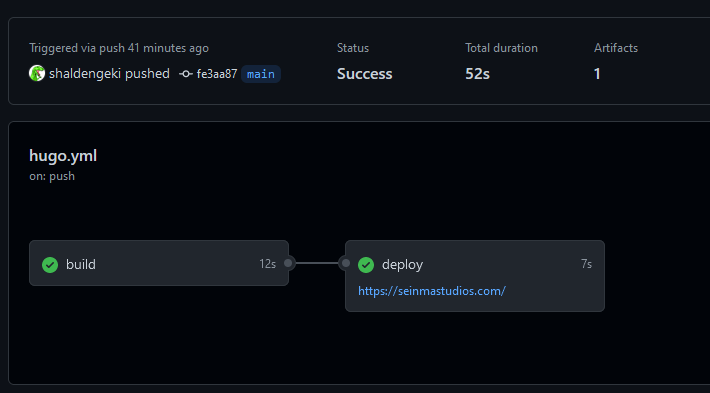 Triggered via push 41 minutes ago
shaldengeki pushed fe3aa87 main
Status
Success
Total duration
52s
Artifacts
1
hugo.yml
on: push
build 12s
deploy 7s
https://seinmastudios.com/